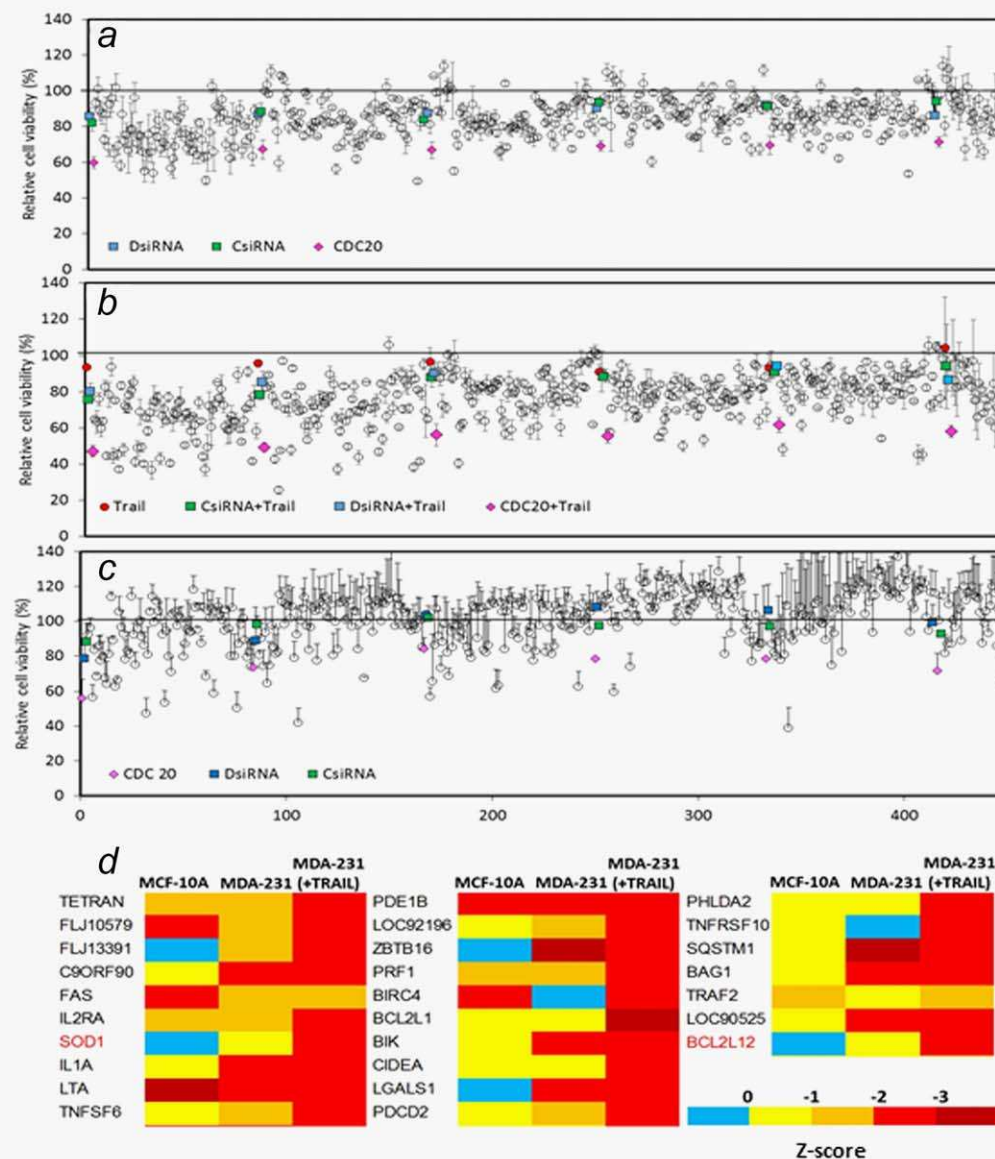 a
140
120
100
80
60
40
20
0
Relative cell viability (%)
DsiRNA CsiRNA CDC20
b
140
120
100
80
60
40
20
0
Relative cell viability (%)
Trail CsiRNA+Trail DsiRNA+Trail CDC20+Trail
c
140
120
100
80
60
40
20
0
Relative cell viability (%)
CDC 20 DsiRNA CsiRNA
0 100 200 300 400
d
MCF-10A MDA-231 MDA-231 (+TRAIL)
TETRAN
FLJ10579
FLJ13391
C9ORF90
FAS
IL2RA
SOD1
IL1A
LTA
TNFSF6
MCF-10A MDA-231 MDA-231 (+TRAIL)
PDE1B
LOC92196
ZBTB16
PRF1
BIRC4
BCL2L1
BIK
CIDEA
LGALS1
PDCD2
MCF-10A MDA-231 MDA-231 (+TRAIL)
PHLDA2
TNFRSF10
SQSTM1
BAG1
TRAF2
LOC90525
BCL2L12
0 -1 -2 -3
Z-score